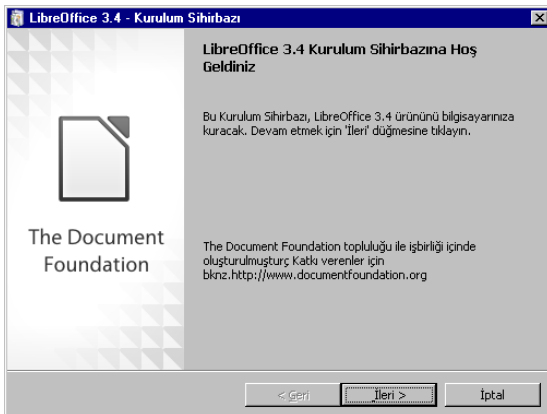 LibreOffice 3.4 - Kurulum Sihirbazı
LibreOffice 3.4 Kurulum Sihirbazına Hoş
Geldiniz
Bu Kurulum Sihirbazı, LibreOffice 3.4 ürününü bilgisayarınıza
kuracak. Devam etmek için 'İleri' düğmesine tıklayın.
The Document
Foundation
The Document Foundation topluluğu ile işbirliği içinde
oluşturulmuşturç Katkı verenler için
bknz.http://www.documentfoundation.org
< Geri
İleri >
İptal